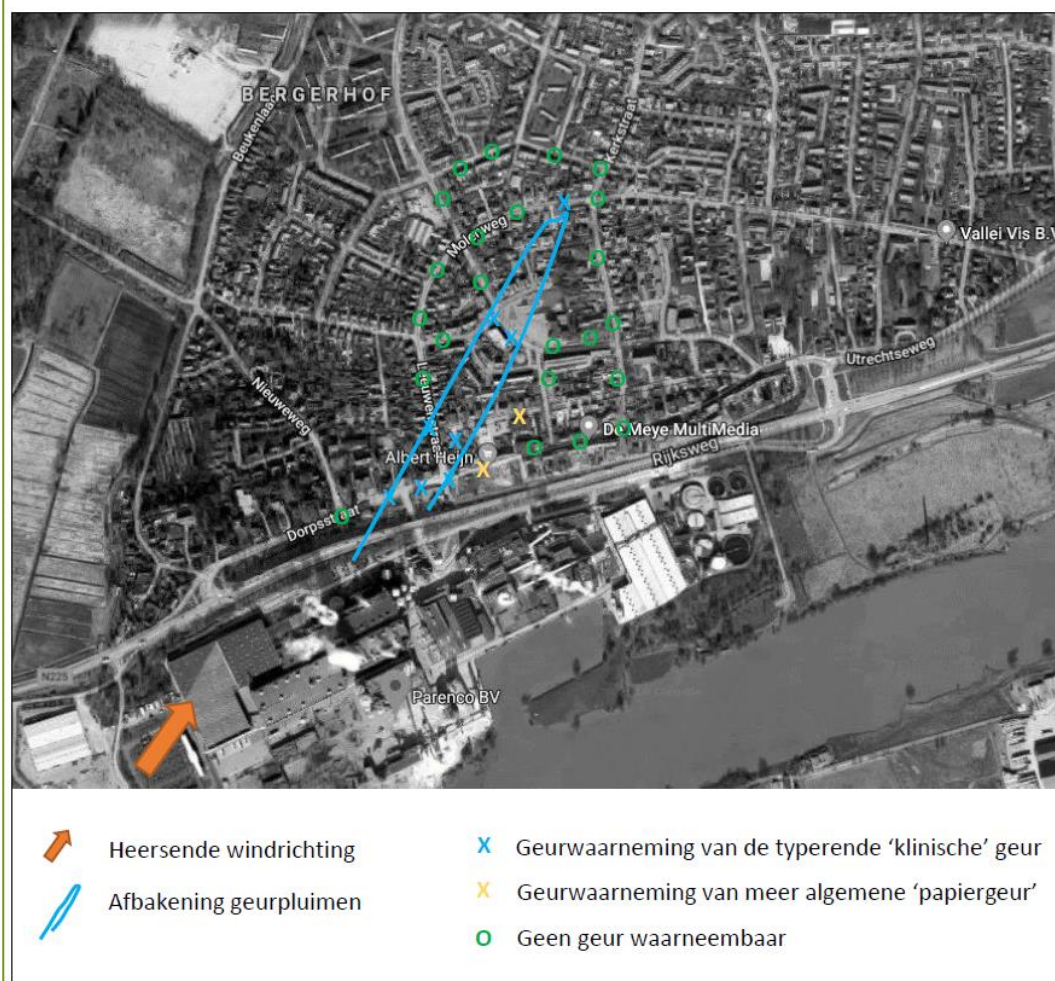 BERGERHOF
Beukenlaan
Kerkstraat
Molenweg
Vallei Vis B.V
Nieuweweg
Utrechtseweg
De Meye MultiMedia
Albert Heijn
Rijksweg
Dorpsstraat
N225
Parenco BV
Heersende windrichting
Afbakening geurpluimen
X Geurwaarneming van de typerende ‘klinische’ geur
X Geurwaarneming van meer algemene ‘papiergeur’
O Geen geur waarneembaar